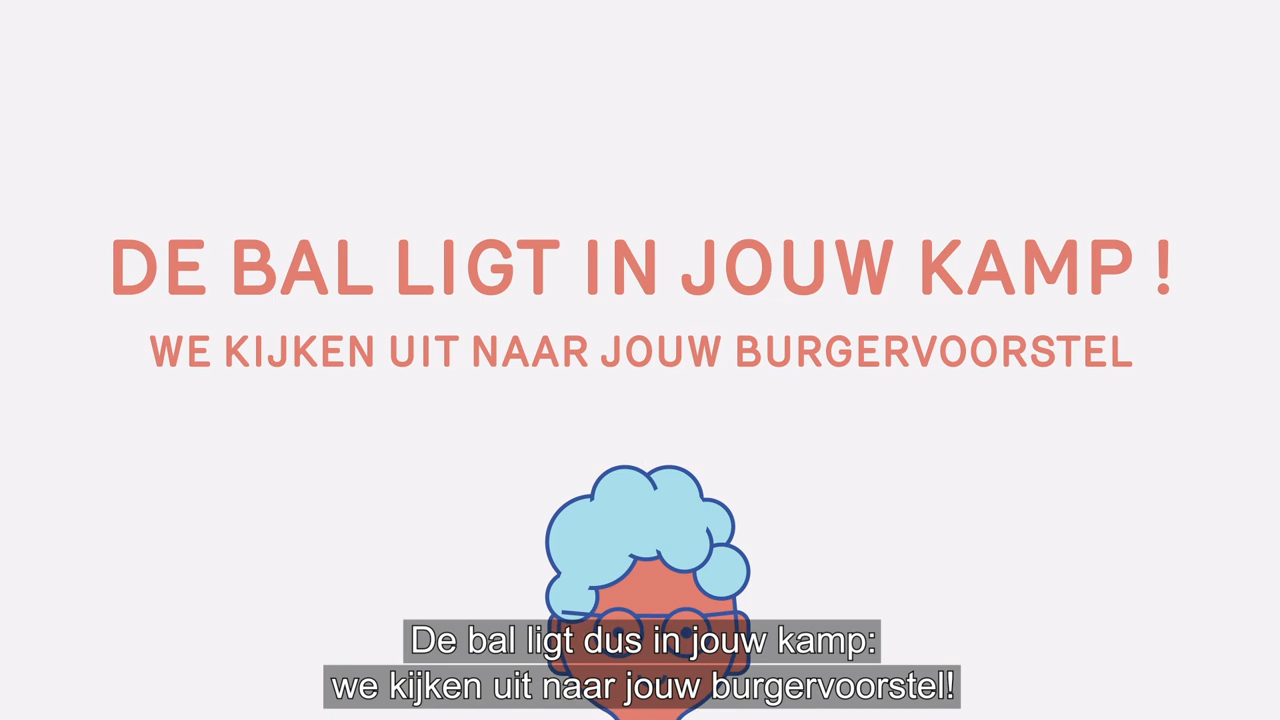 DE BAL LIGT IN JOUW KAMP !
WE KIJKEN UIT NAAR JOUW BURGERVOORSTEL
De bal ligt dus in jouw kamp:
we kijken uit naar jouw burgervoorstel!